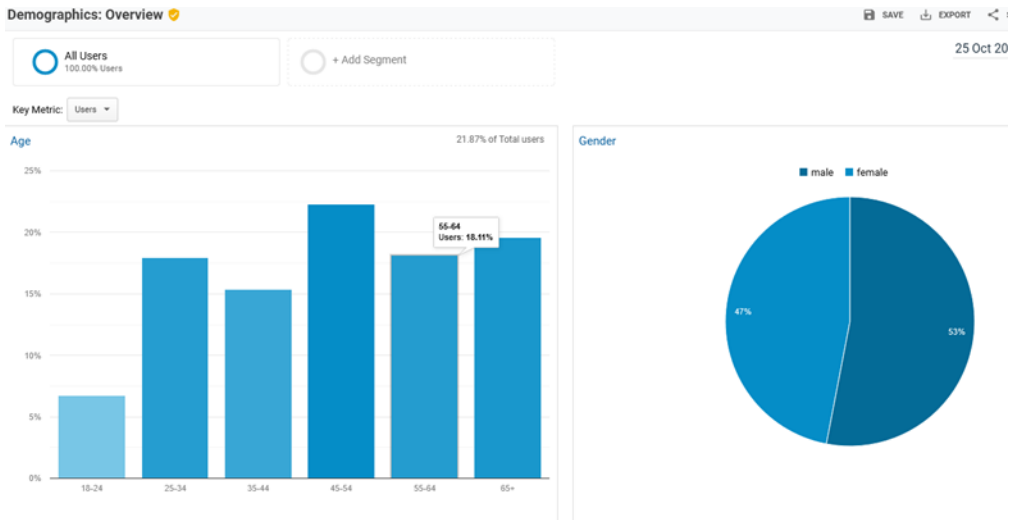 Demographics: Overview
SAVE EXPORT
All Users
100.00% Users
+ Add Segment
25 Oct 20
Key Metric: Users
Age
21.87% of Total users
25%
20%
15%
10%
5%
0%
55-64
Users: 18.11%
18-24 25-34 35-44 45-54 55-64 65+
Gender
male female
47%
53%